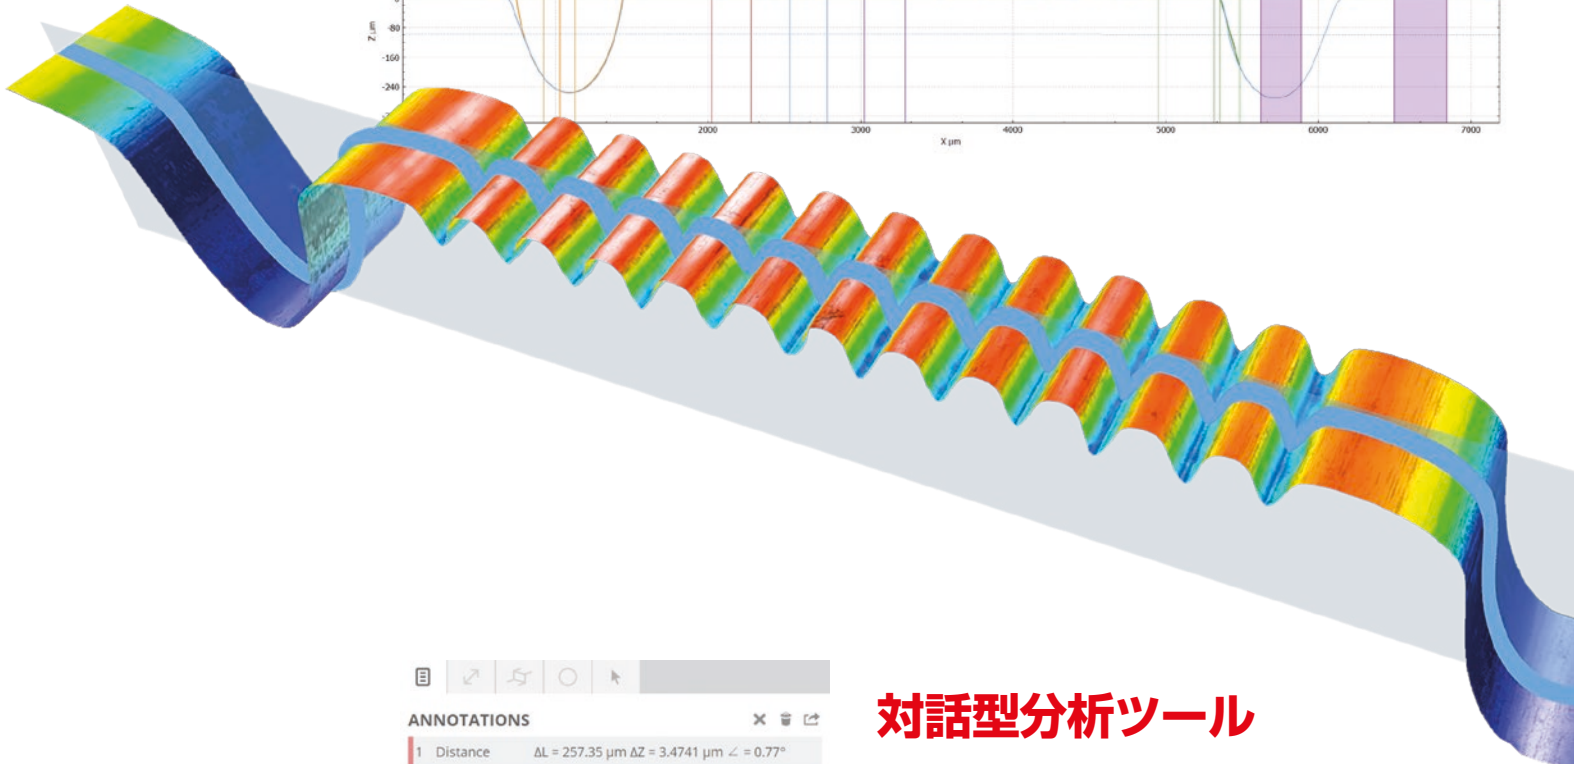 Z µm
-80
-160
-240
2000
3000
4000
5000
6000
7000
X µm
ANNOTATIONS
1 Distance ΔL = 257.35 µm ΔZ = 3.4741 µm ∠ = 0.77°
対話型分析ツール